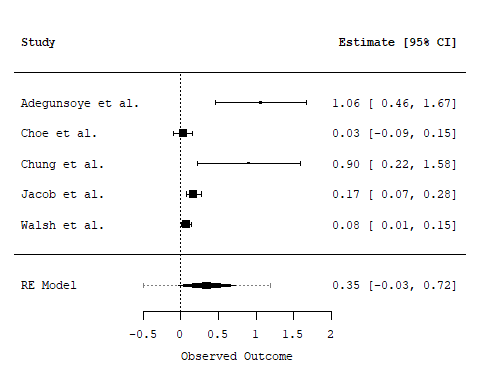 Study Estimate [95% CI]
Adegunsoye et al. 1.06 [ 0.46, 1.67]
Choe et al. 0.03 [-0.09, 0.15]
Chung et al. 0.90 [ 0.22, 1.58]
Jacob et al. 0.17 [ 0.07, 0.28]
Walsh et al. 0.08 [ 0.01, 0.15]
RE Model 0.35 [-0.03, 0.72]
-0.5 0 0.5 1 1.5 2
Observed Outcome